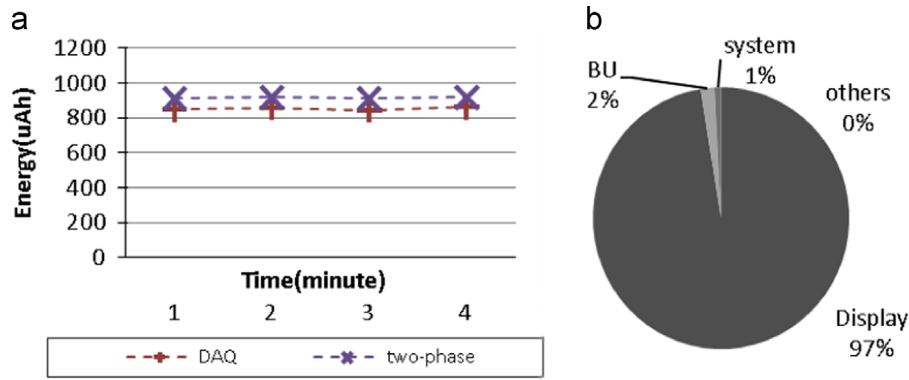 a
b
1200
1000
800
600
400
200
0
Energy(uAh)
Time(minute)
1 2 3 4
DAQ two-phase
system
1%
BU
2%
others
0%
Display
97%